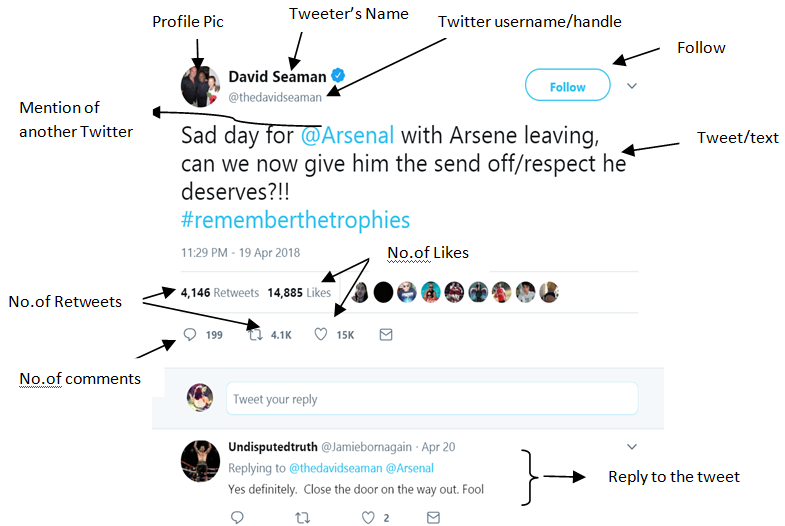 Profile Pic
Tweeter's Name
Twitter username/handle
Follow
David Seaman
@thedavidseaman
Follow
Mention of
another Twitter
Sad day for @Arsenal with Arsene leaving,
can we now give him the send off/respect he
deserves?!!
#rememberthetrophies
Tweet/text
11:29 PM - 19 Apr 2018
No.of Likes
4,146 Retweets 14,885 Likes
No.of Retweets
199 4.1K 15K
No.of comments
Tweet your reply
Undisputedtruth @Jamiebornagain · Apr 20
Replying to @thedavidseaman @Arsenal
Yes definitely. Close the door on the way out. Fool
Reply to the tweet
2